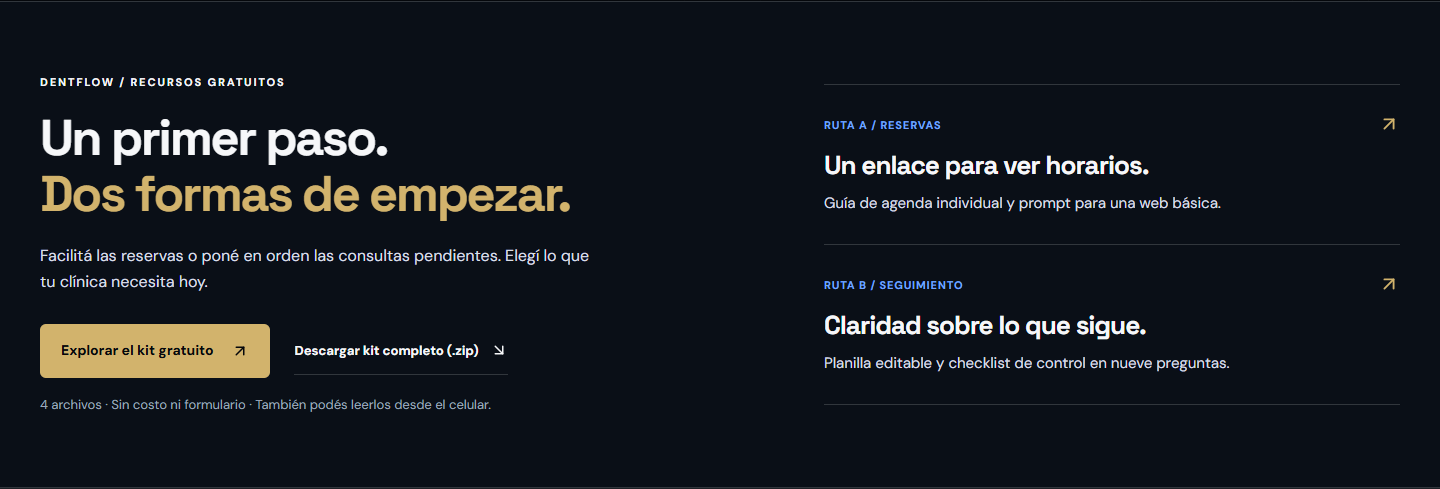 DENTFLOW / RECURSOS GRATUITOS
Un primer paso.
Dos formas de empezar.
Facilitá las reservas o poné en orden las consultas pendientes. Elegí lo que
tu clínica necesita hoy.
Explorar el kit gratuito
Descargar kit completo (.zip)
4 archivos · Sin costo ni formulario · También podés leerlos desde el celular.
RUTA A / RESERVAS
Un enlace para ver horarios.
Guía de agenda individual y prompt para una web básica.
RUTA B / SEGUIMIENTO
Claridad sobre lo que sigue.
Planilla editable y checklist de control en nueve preguntas.